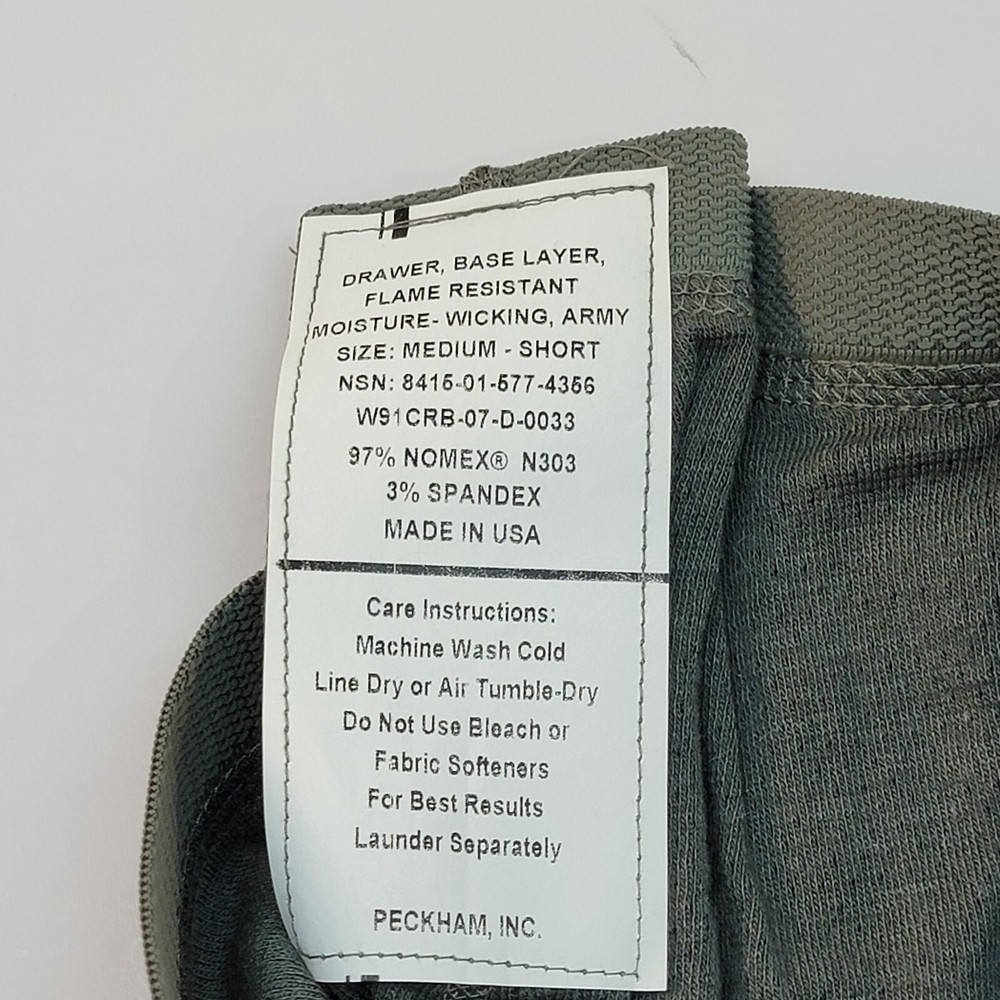 DRAWER, BASE LAYER,
FLAME RESISTANT
MOISTURE- WICKING, ARMY
SIZE: MEDIUM - SHORT
NSN: 8415-01-577-4356
W91CRB-07-D-0033
97% NOMEX® N303
3% SPANDEX
MADE IN USA
Care Instructions:
Machine Wash Cold
Line Dry or Air Tumble-Dry
Do Not Use Bleach or
Fabric Softeners
For Best Results
Launder Separately
PECKHAM, INC.